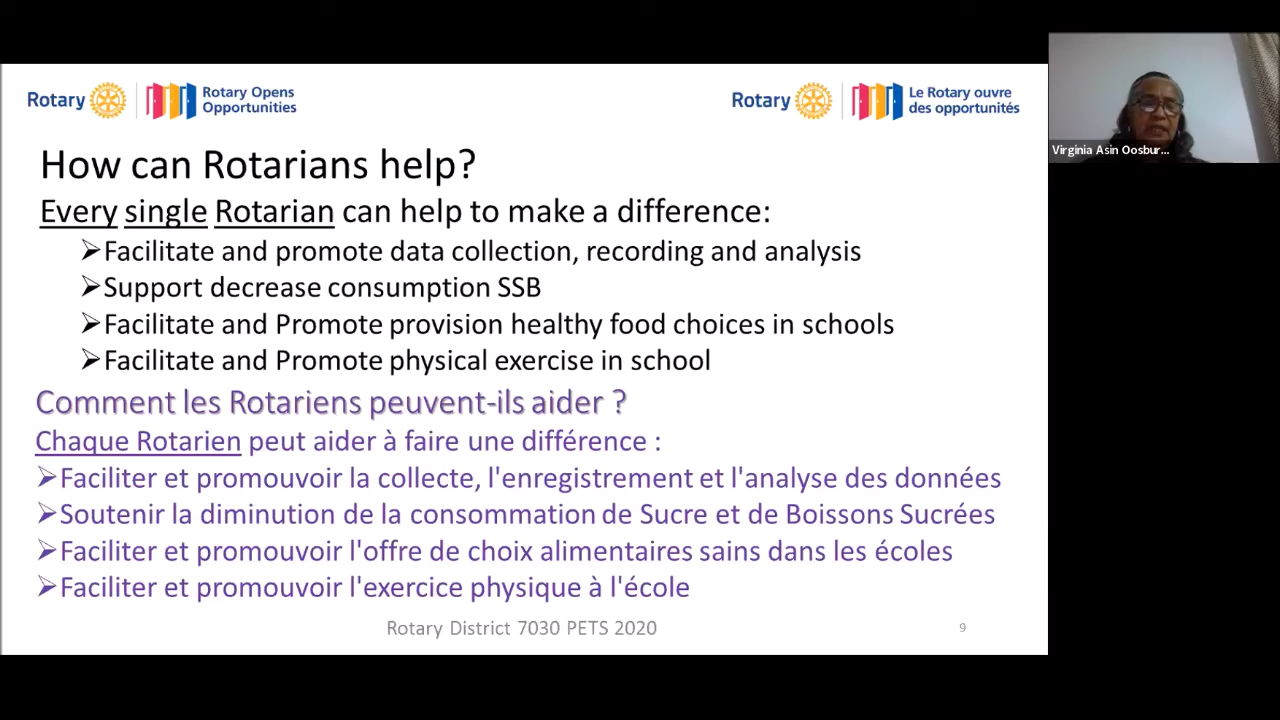 Rotary
Rotary Opens
Opportunities
Rotary
Le Rotary ouvre
des opportunités
Virginia Asin Oosbur...
How can Rotarians help?
Every single Rotarian can help to make a difference:
➢Facilitate and promote data collection, recording and analysis
➢Support decrease consumption SSB
➢Facilitate and Promote provision healthy food choices in schools
➢Facilitate and Promote physical exercise in school
Comment les Rotariens peuvent-ils aider ?
Chaque Rotarien peut aider à faire une différence :
➢Faciliter et promouvoir la collecte, l'enregistrement et l'analyse des données
➢Soutenir la diminution de la consommation de Sucre et de Boissons Sucrées
➢Faciliter et promouvoir l'offre de choix alimentaires sains dans les écoles
➢Faciliter et promouvoir l'exercice physique à l'école
Rotary District 7030 PETS 2020
9